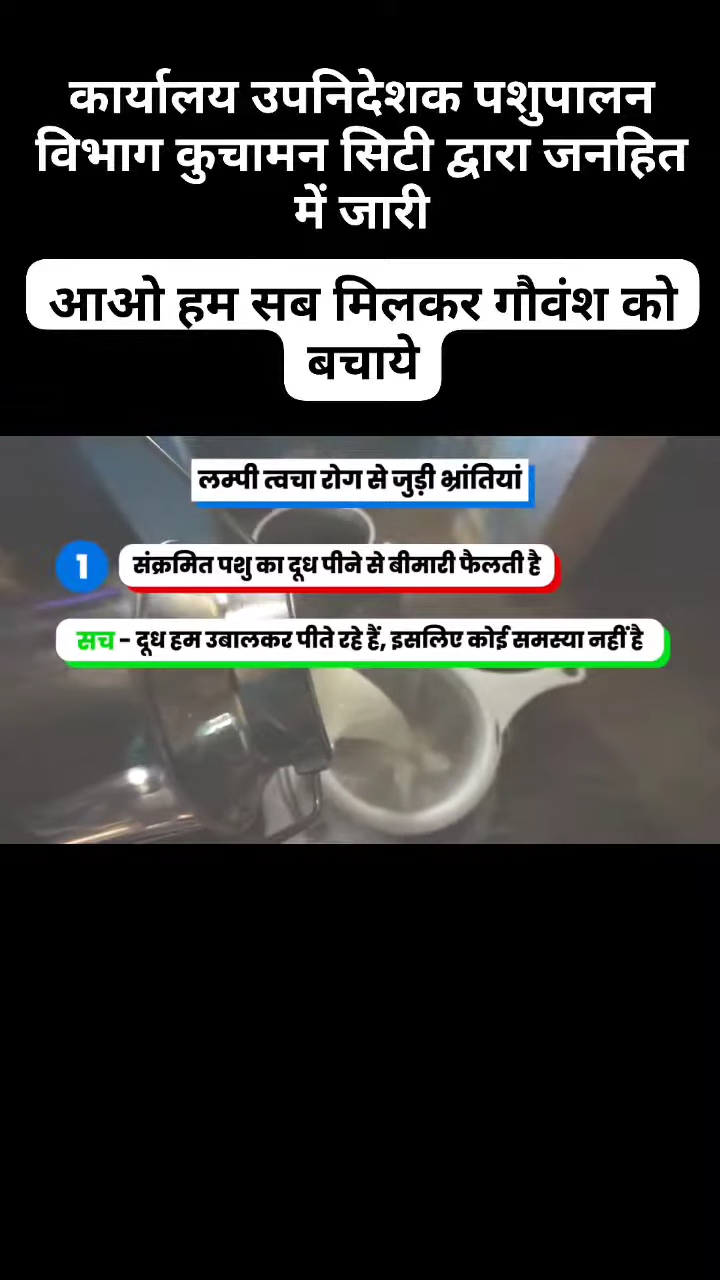 कार्यालय उपनिदेशक पशुपालन
विभाग कुचामन सिटी द्वारा जनहित
में जारी
आओ हम सब मिलकर गौवंश को
बचाये
लम्पी त्वचा रोग से जुड़ी भ्रांतियां
1 संक्रमित पशु का दूध पीने से बीमारी फैलती है
सच - दूध हम उबालकर पीते रहे हैं, इसलिए कोई समस्या नहीं है